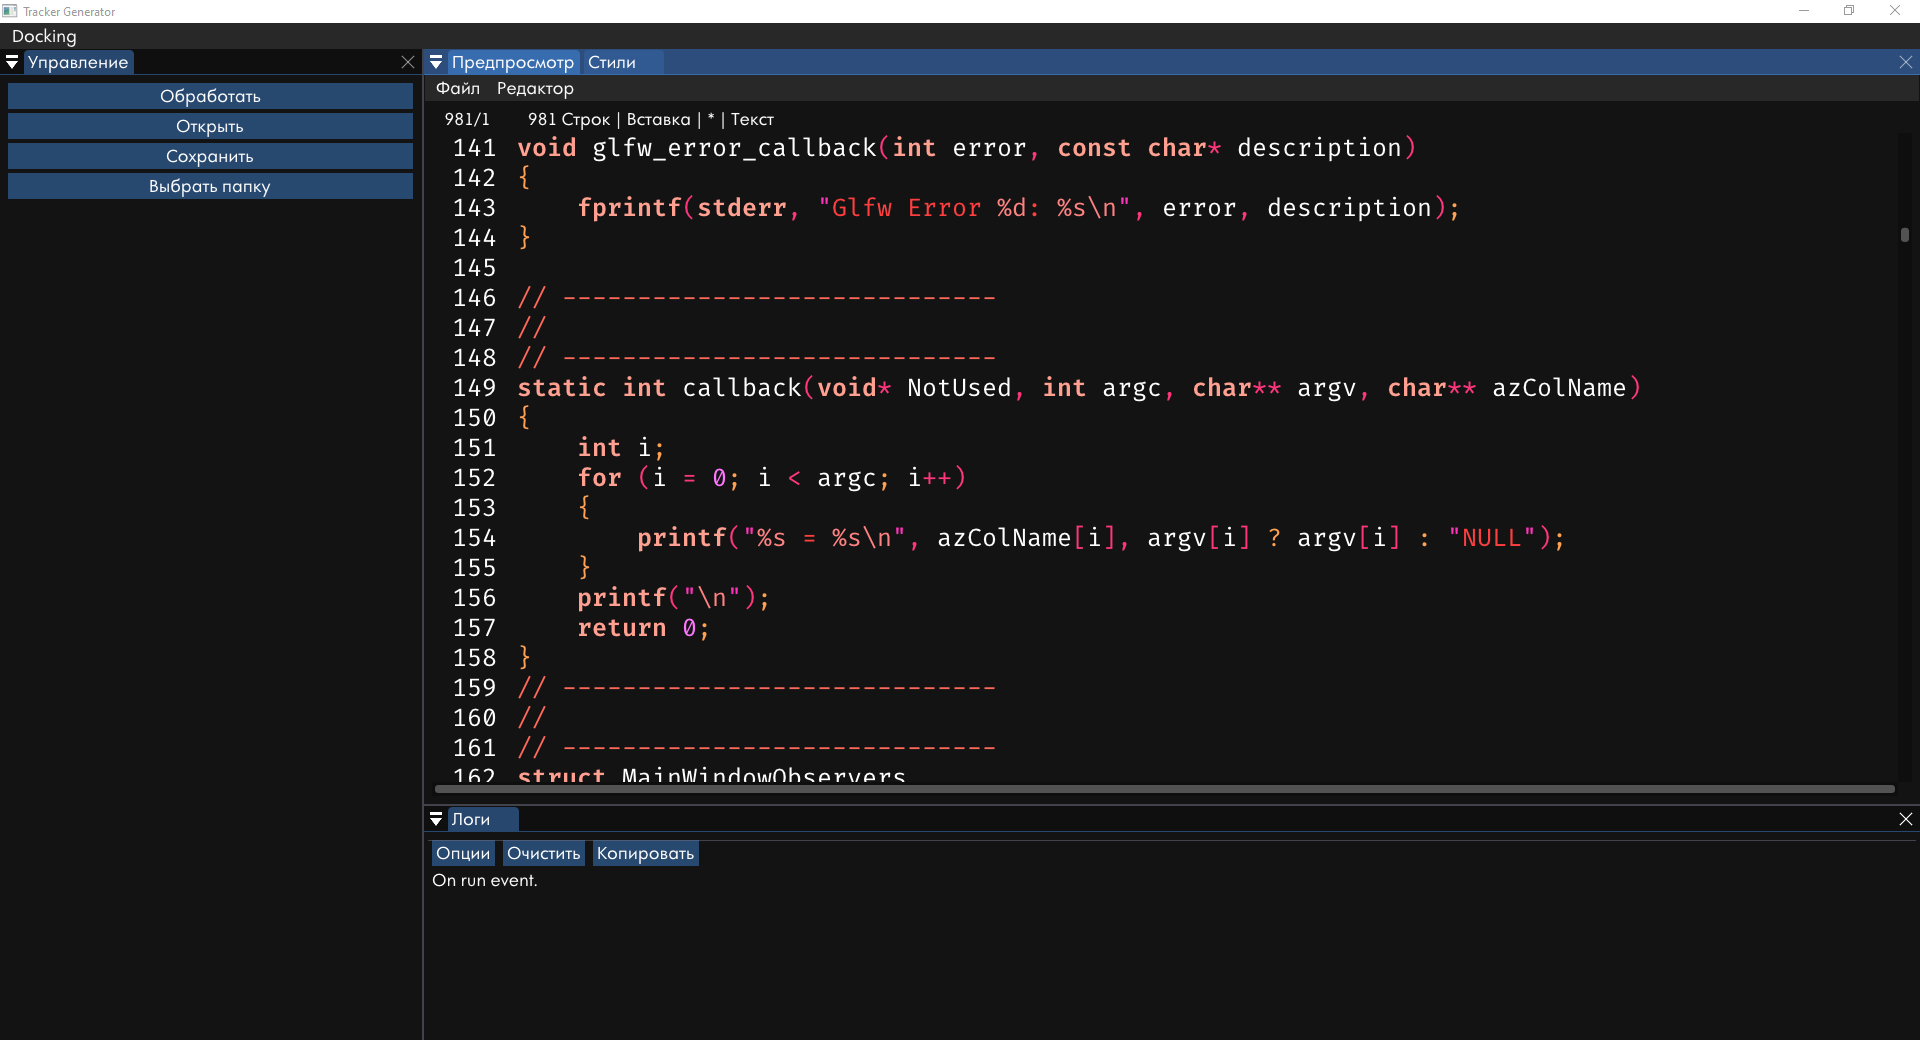 Tracker Generator
Docking
Управление
Обработать
Открыть
Сохранить
Выбрать папку
Предпросмотр Стили
Файл Редактор
981/1 981 Строк | Вставка | * | Текст
141 void glfw_error_callback(int error, const char* description)
142 {
143     fprintf(stderr, "Glfw Error %d: %s\n", error, description);
144 }
145
146 // -----------------------------
147 //
148 // -----------------------------
149 static int callback(void* NotUsed, int argc, char** argv, char** azColName)
150 {
151     int i;
152     for (i = 0; i < argc; i++)
153     {
154         printf("%s = %s\n", azColName[i], argv[i] ? argv[i] : "NULL");
155     }
156     printf("\n");
157     return 0;
158 }
159 // -----------------------------
160 //
161 // -----------------------------
162 struct MainWindowObservers
Логи
Опции Очистить Копировать
On run event.